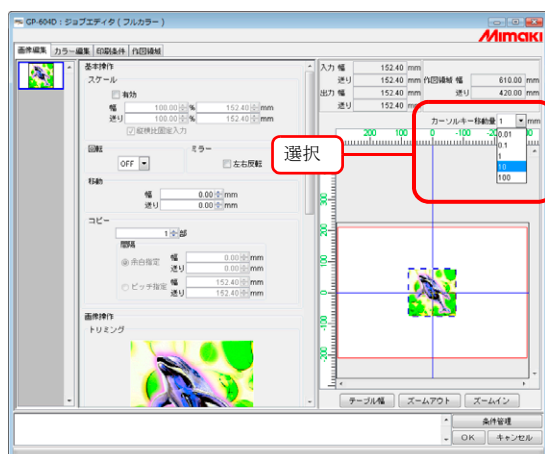 GP-604D : ジョブエディタ ( フルカラー )
Mimaki
画像編集 カラー編集 印刷条件 作図領域
基本操作
スケール
有効
幅 100.00 % 152.40 mm
送り 100.00 % 152.40 mm
縦横比固定入力
回転 ミラー
OFF 左右反転
移動
幅 0.00 mm
送り 0.00 mm
コピー
1 部
間隔
余白指定 幅 0.00 mm
送り 0.00 mm
ピッチ指定 幅 152.40 mm
送り 152.40 mm
画像操作
トリミング
入力 幅 152.40 mm
送り 152.40 mm 作図領域 幅 610.00 mm
出力 幅 152.40 mm 送り 420.00 mm
送り 152.40 mm
カーソルキー移動量 1 mm
0.01
0.1
1
10
100
選択
200 100 0 -100
300
200
100
0
-100
-200
テーブル幅 ズームアウト ズームイン
条件管理
OK キャンセル